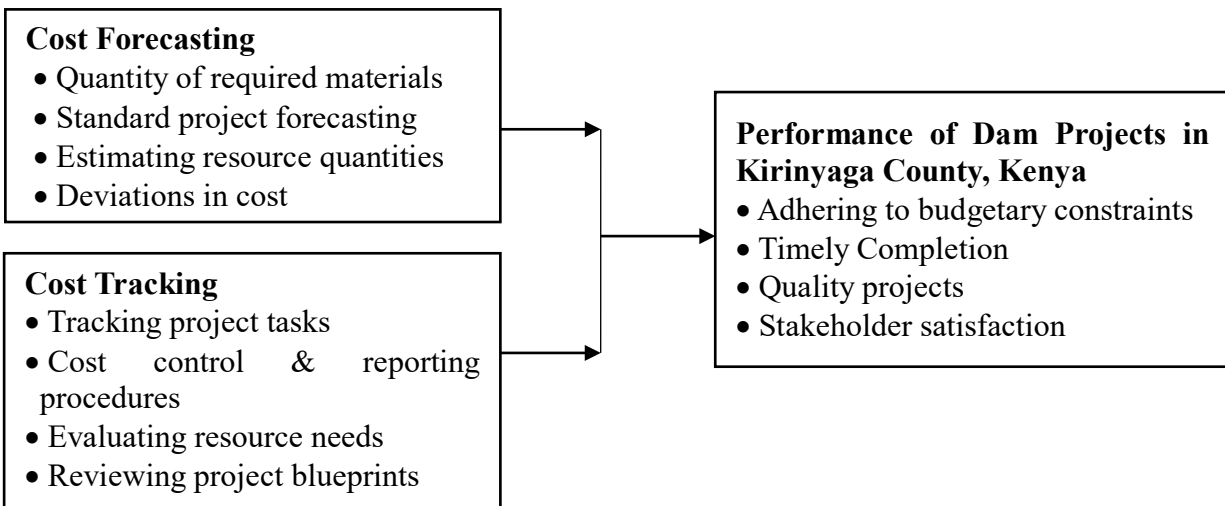 Cost Forecasting
• Quantity of required materials
• Standard project forecasting
• Estimating resource quantities
• Deviations in cost
Cost Tracking
• Tracking project tasks
• Cost control & reporting
procedures
• Evaluating resource needs
• Reviewing project blueprints
Performance of Dam Projects in
Kirinyaga County, Kenya
• Adhering to budgetary constraints
• Timely Completion
• Quality projects
• Stakeholder satisfaction